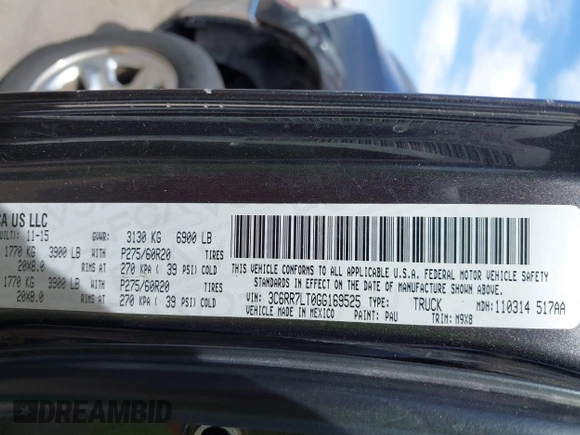 CA US LLC
11-15 GVWR: 3130 KG 6900 LB
1770 KG 3900 LB WITH P275/60R20 TIRES
20X8.0 RIMS AT 270 KPA ( 39 PSI) COLD
1770 KG 3900 LB WITH P275/60R20 TIRES
20X8.0 RIMS AT 270 KPA ( 39 PSI) COLD
THIS VEHICLE CONFORMS TO ALL APPLICABLE U.S.A. FEDERAL MOTOR VEHICLE SAFETY
STANDARDS IN EFFECT ON THE DATE OF MANUFACTURE SHOWN ABOVE.
VIN: 3C6RR7LT0GG169525 TYPE: TRUCK MDH: 110314 517AA
VEHICLE MADE IN MEXICO PAINT: PAU TRIM: M9X8
DREAMBID